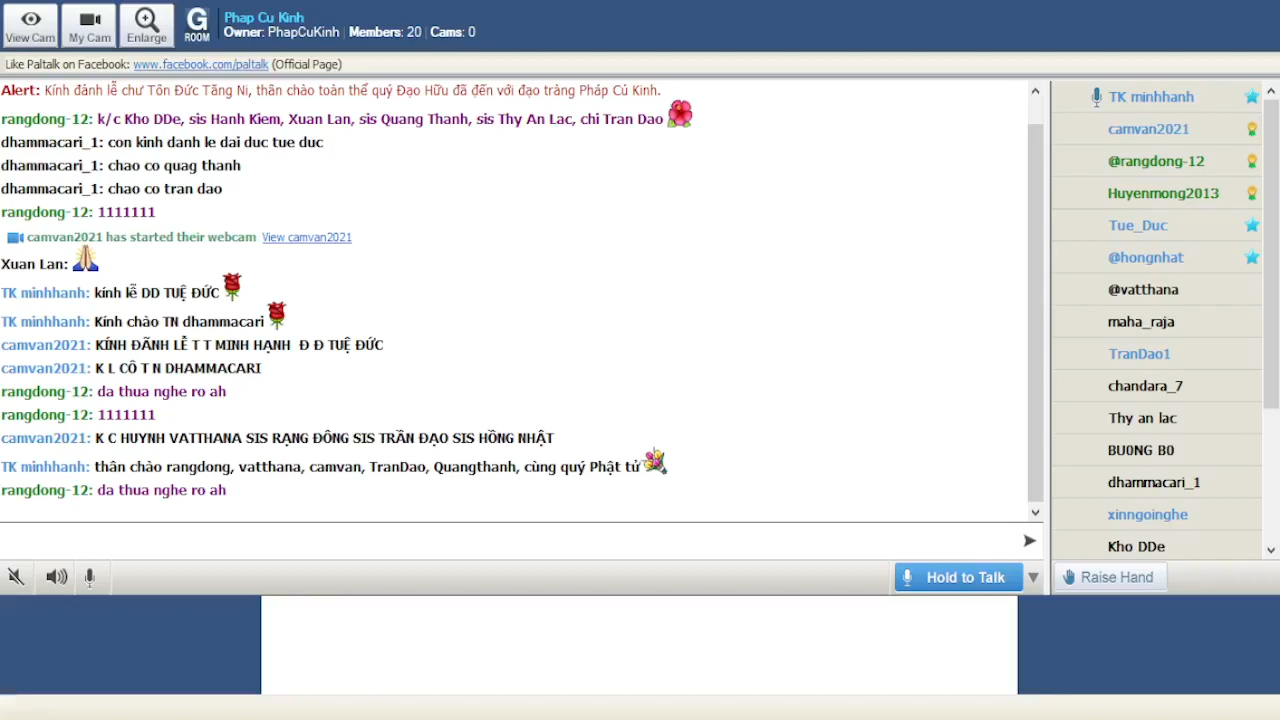 View Cam
My Cam
Enlarge
G
ROOM
Phap Cu Kinh
Owner: PhapCuKinh | Members: 20 | Cams: 0
Like Paltalk on Facebook: www.facebook.com/paltalk (Official Page)
Alert: Kính đảnh lễ chư Tôn Đức Tăng Ni, thân chào toàn thể quý Đạo Hữu đã đến với đạo tràng Pháp Cú Kinh.
rangdong-12: k/c Kho DDe, sis Hanh Kiem, Xuan Lan, sis Quang Thanh, sis Thy An Lac, chi Tran Dao
dhammacari_1: con kinh danh le dai duc tue duc
dhammacari_1: chao co quag thanh
dhammacari_1: chao co tran dao
rangdong-12: 1111111
camvan2021 has started their webcam View camvan2021
Xuan Lan:
TK minhhanh: kính lễ DD TUỆ ĐỨC
TK minhhanh: Kính chào TN dhammacari
camvan2021: KÍNH ĐÃNH LỄ T T MINH HẠNH Đ Đ TUỆ ĐỨC
camvan2021: K L CÔ T N DHAMMACARI
rangdong-12: da thua nghe ro ah
rangdong-12: 1111111
camvan2021: K C HUYNH VATTHANA SIS RẠNG ĐÔNG SIS TRẦN ĐẠO SIS HỒNG NHẬT
TK minhhanh: thân chào rangdong, vatthana, camvan, TranDao, Quangthanh, cùng quý Phật tử
rangdong-12: da thua nghe ro ah
TK minhhanh
camvan2021
@rangdong-12
Huyenmong2013
Tue_Duc
@hongnhat
@vatthana
maha_raja
TranDao1
chandara_7
Thy an lac
BU0NG B0
dhammacari_1
xinngoinghe
Kho DDe
Hold to Talk
Raise Hand